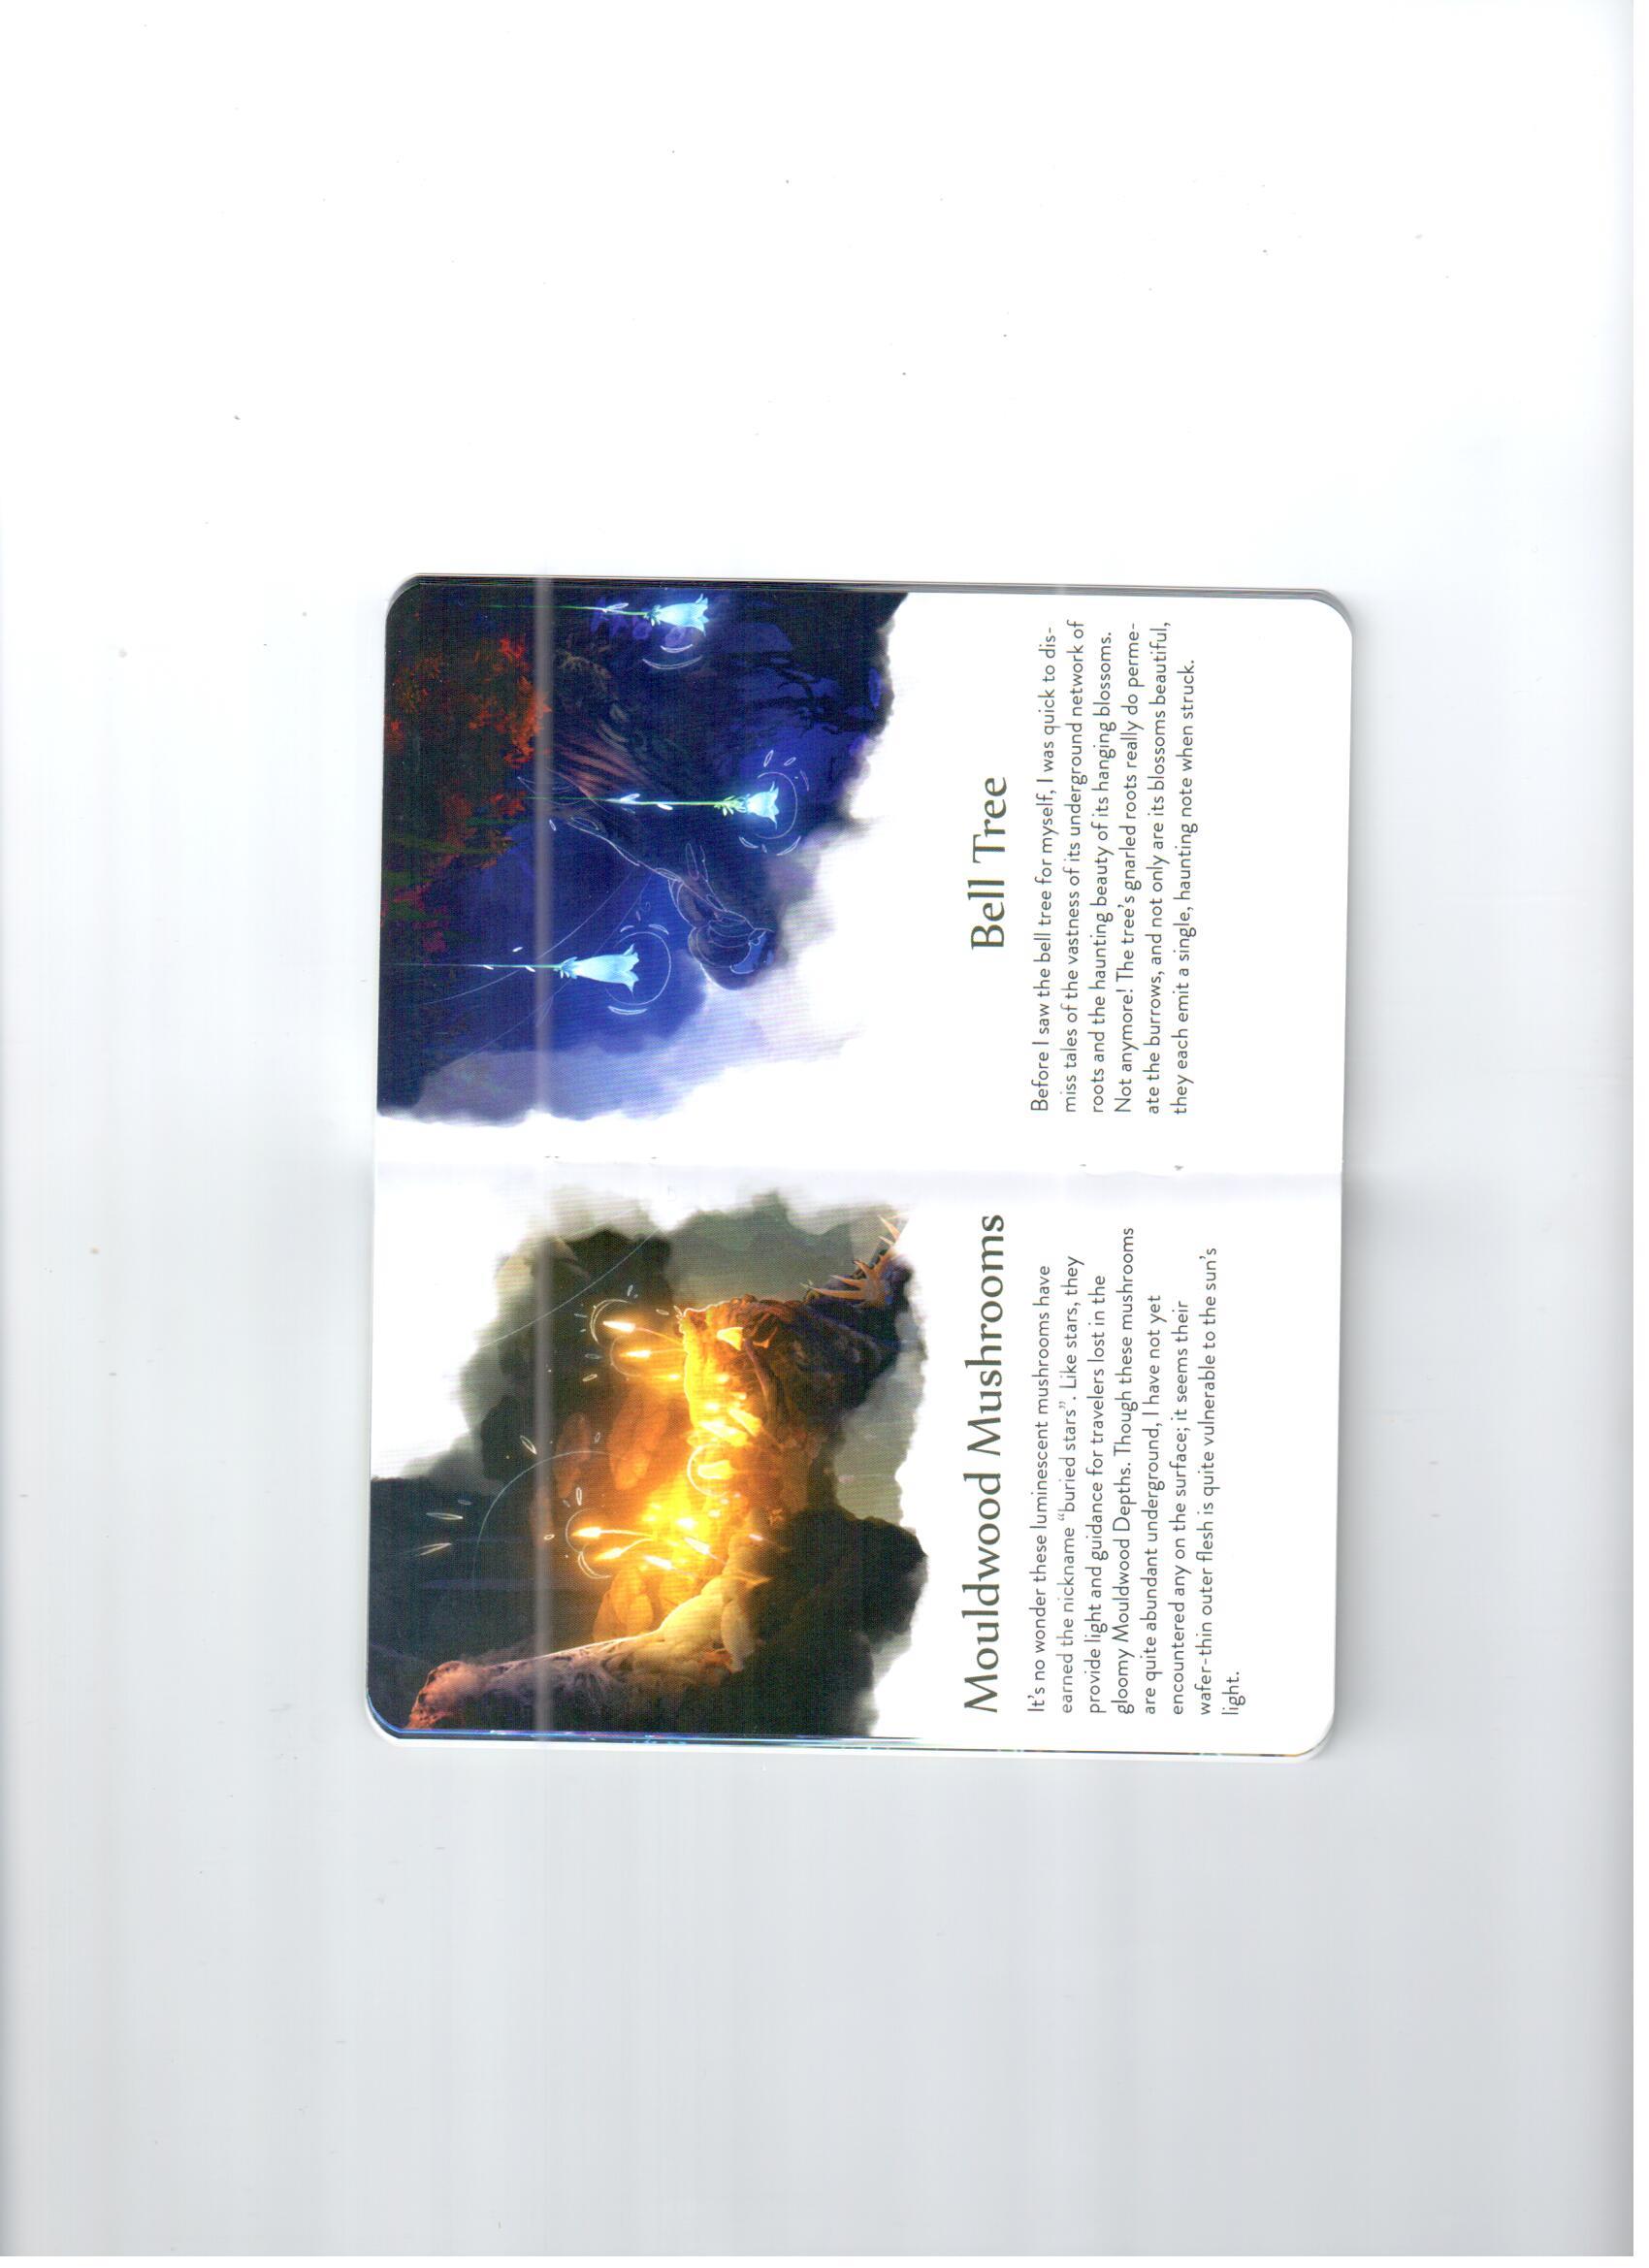 Mouldwood Mushrooms
It's no wonder these luminescent mushrooms have
earned the nickname “buried stars”. Like stars, they
provide light and guidance for travelers lost in the
gloomy Mouldwood Depths. Though these mushrooms
are quite abundant underground, I have not yet
encountered any on the surface; it seems their
wafer-thin outer flesh is quite vulnerable to the sun's
light.
Bell Tree
Before I saw the bell tree for myself, I was quick to dis-
miss tales of the vastness of its underground network of
roots and the haunting beauty of its hanging blossoms.
Not anymore! The tree's gnarled roots really do perme-
ate the burrows, and not only are its blossoms beautiful,
they each emit a single, haunting note when struck.